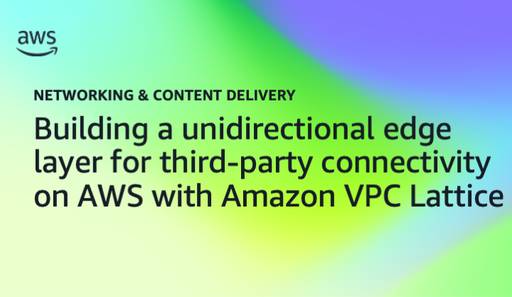 aws
NETWORKING & CONTENT DELIVERY
Building a unidirectional edge
layer for third-party connectivity
on AWS with Amazon VPC Lattice